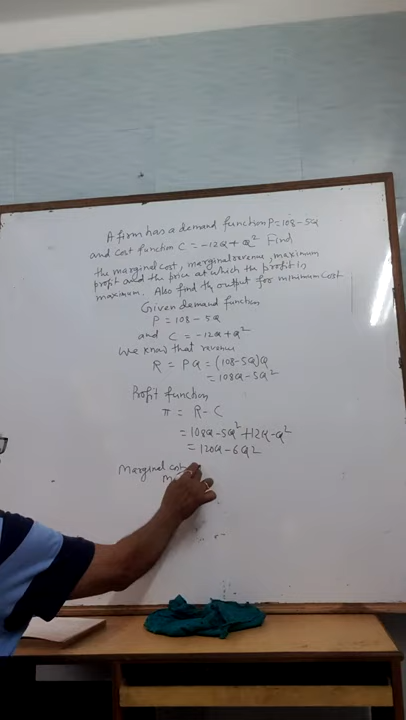 A firm has a demand function P=108-5Q
and cost function C = -12Q + Q² Find
the marginal cost, marginal revenue, maximum
profit and the price at which the profit is
maximum. Also find the output for minimum cost
Given demand function
P = 108 - 5Q
and C = -12Q + Q²
We know that revenue
R = PQ = (108-5Q)Q
= 108Q - 5Q²
Profit function
π = R - C
= 108Q - 5Q² + 12Q - Q²
= 120Q - 6Q²
Marginal cost